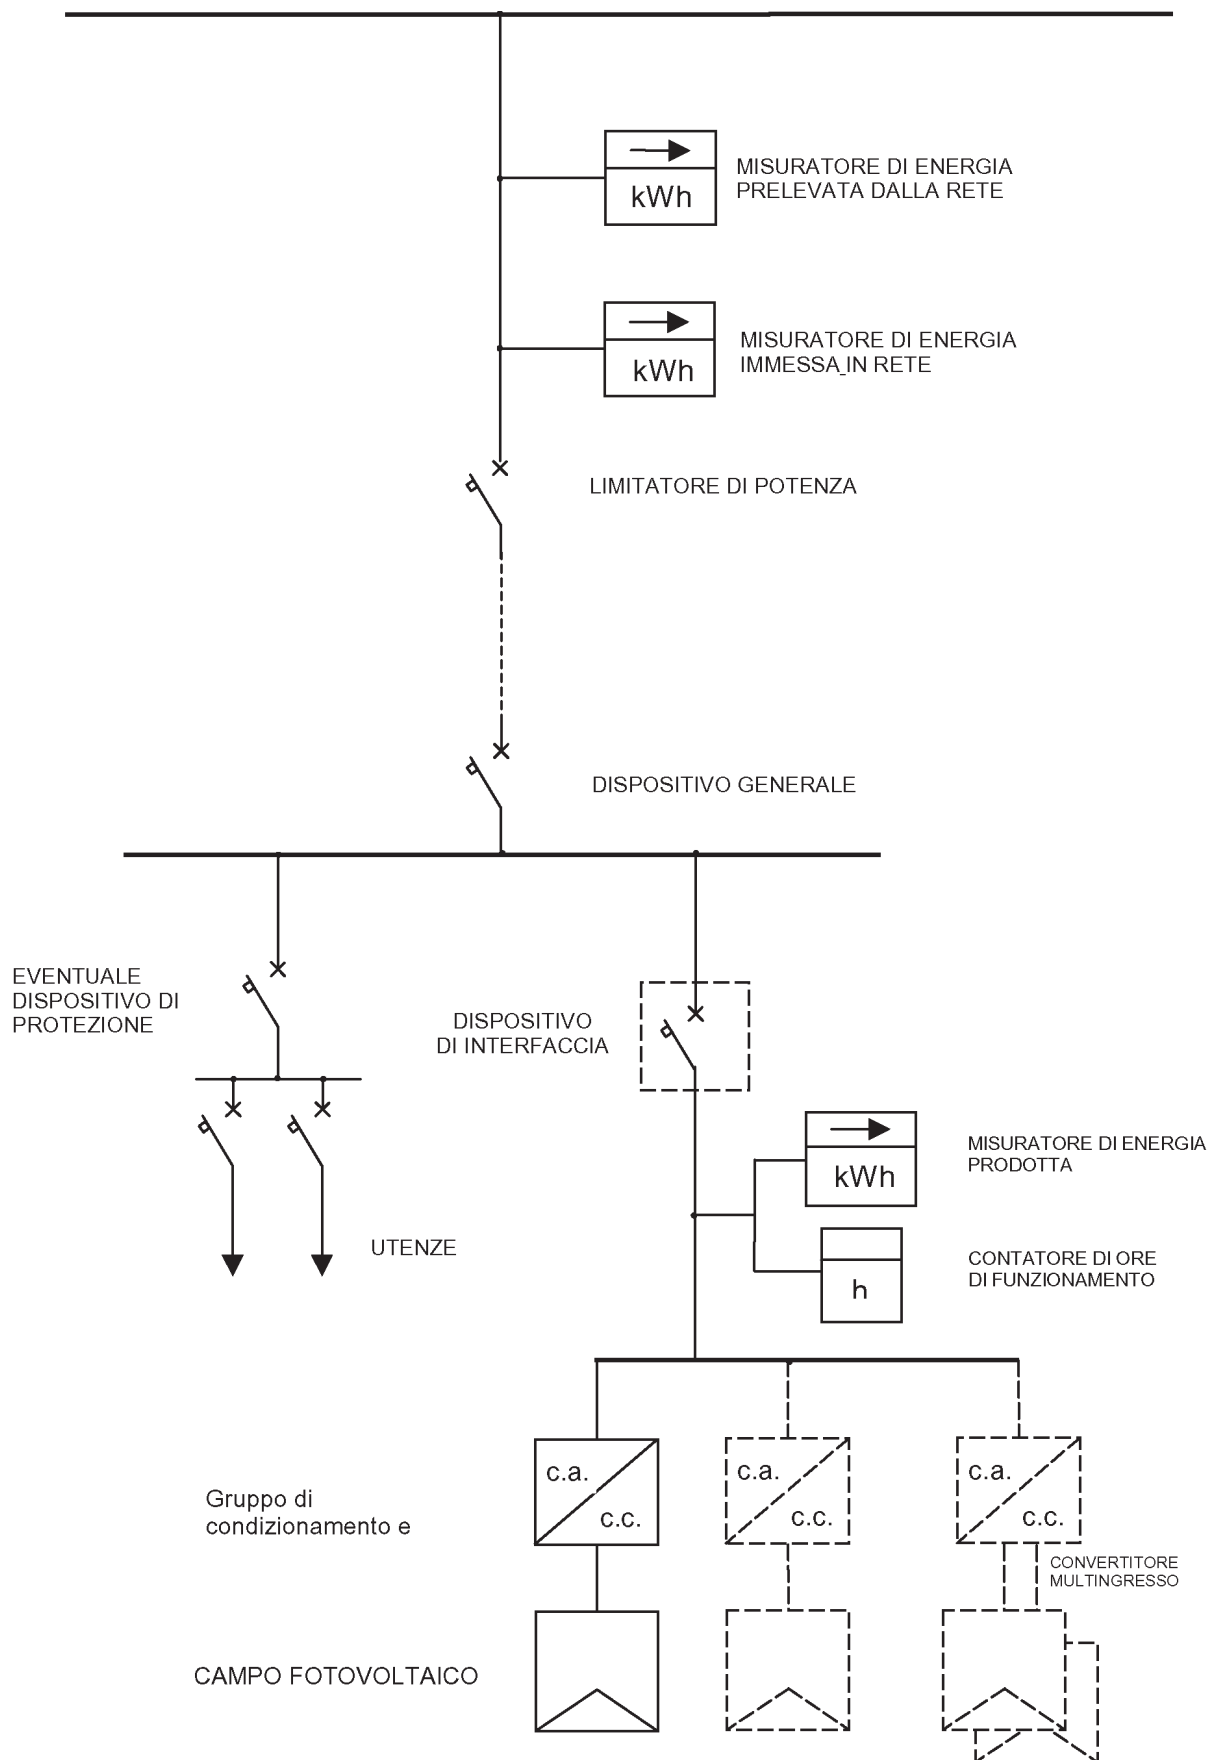 kWh
MISURATORE DI ENERGIA
PRELEVATA DALLA RETE
kWh
MISURATORE DI ENERGIA
IMMESSA_IN RETE
LIMITATORE DI POTENZA
DISPOSITIVO GENERALE
EVENTUALE
DISPOSITIVO DI
PROTEZIONE
DISPOSITIVO
DI INTERFACCIA
kWh
MISURATORE DI ENERGIA
PRODOTTA
UTENZE
h
CONTATORE DI ORE
DI FUNZIONAMENTO
c.a.
c.c.
c.a.
c.c.
c.a.
c.c.
Gruppo di
condizionamento e
CONVERTITORE
MULTINGRESSO
CAMPO FOTOVOLTAICO